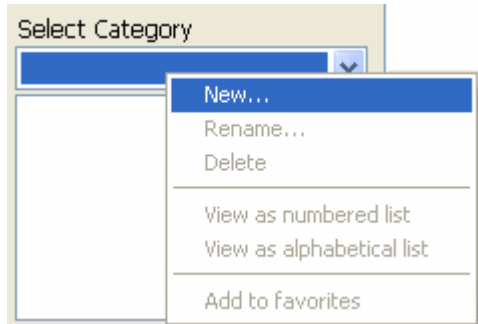 Select Category
New...
Rename...
Delete
View as numbered list
View as alphabetical list
Add to favorites